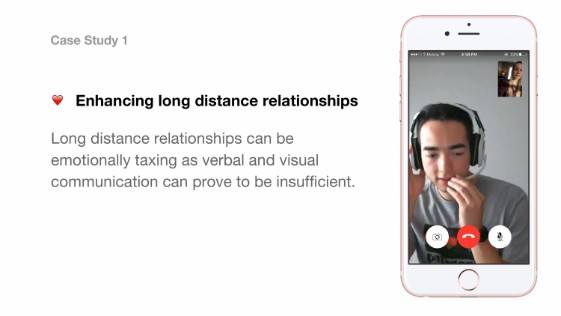 Case Study 1
Enhancing long distance relationships
Long distance relationships can be
emotionally taxing as verbal and visual
communication can prove to be insufficient.